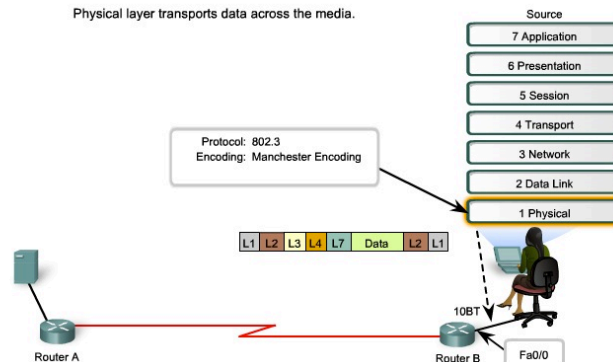 Physical layer transports data across the media.
Source
7 Application
6 Presentation
5 Session
4 Transport
3 Network
2 Data Link
1 Physical
Protocol: 802.3
Encoding: Manchester Encoding
L1 L2 L3 L4 L7 Data L2 L1
10BT
Router A
Router B
Fa0/0